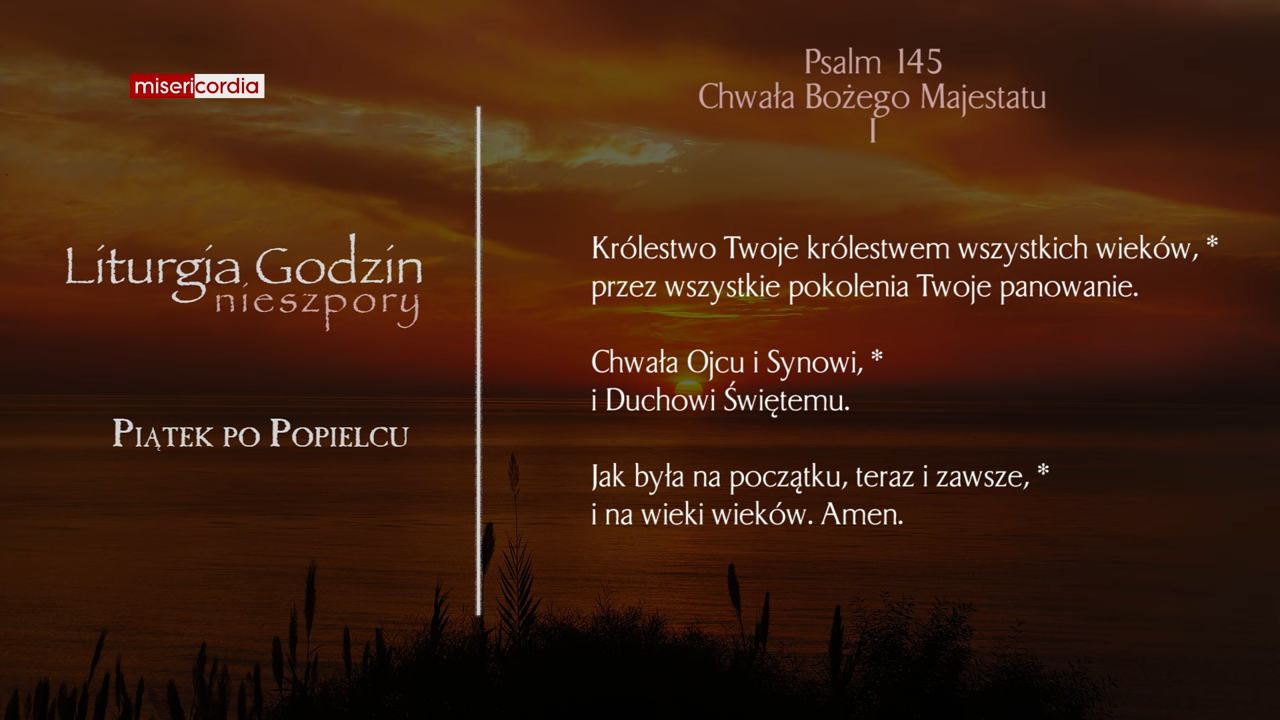 misericordia
Liturgia Godzin
nieszpory
Piątek po Popielcu
Psalm 145
Chwała Bożego Majestatu
I
Królestwo Twoje królestwem wszystkich wieków, *
przez wszystkie pokolenia Twoje panowanie.
Chwała Ojcu i Synowi, *
i Duchowi Świętemu.
Jak była na początku, teraz i zawsze, *
i na wieki wieków. Amen.